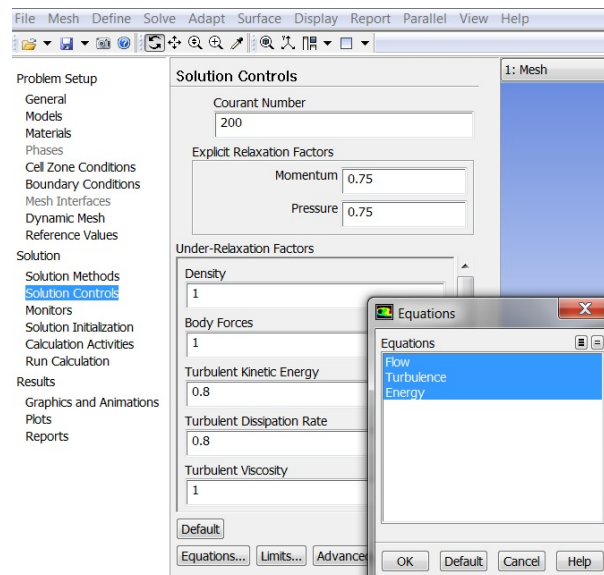 File Mesh Define Solve Adapt Surface Display Report Parallel View Help
Problem Setup
General
Models
Materials
Phases
Cell Zone Conditions
Boundary Conditions
Mesh Interfaces
Dynamic Mesh
Reference Values
Solution
Solution Methods
Solution Controls
Monitors
Solution Initialization
Calculation Activities
Run Calculation
Results
Graphics and Animations
Plots
Reports
Solution Controls
Courant Number
200
Explicit Relaxation Factors
Momentum 0.75
Pressure 0.75
Under-Relaxation Factors
Density
1
Body Forces
1
Turbulent Kinetic Energy
0.8
Turbulent Dissipation Rate
0.8
Turbulent Viscosity
1
Default
Equations... Limits... Advanced
1: Mesh
Equations
Equations
Flow
Turbulence
Energy
OK Default Cancel Help